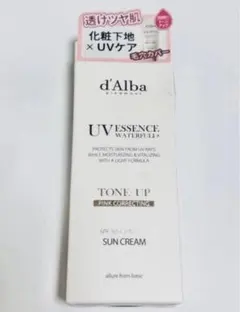 透けツヤ肌
化粧下地
×UVケア
毛穴カバー
d'Alba
UV ESSENCE
WATERFULL+
PROTECTS SKIN FROM UV RAYS
WHILE MOISTURIZING & VITALIZING
WITH A LIGHT FORMULA
TONE UP
PINK CORRECTING
SUN CREAM